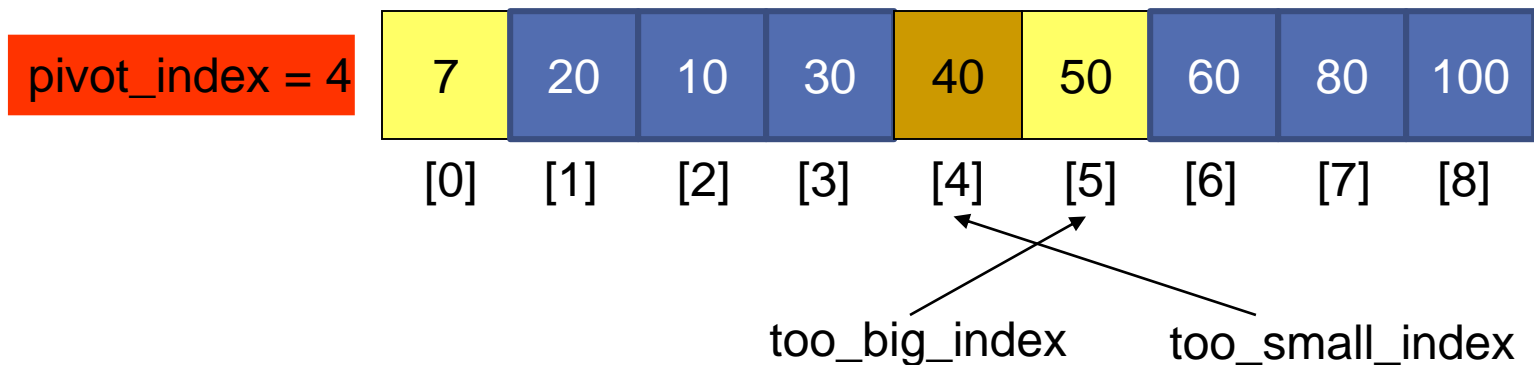 pivot_index = 4 7 20 10 30 40 50 60 80 100
[0] [1] [2] [3] [4] [5] [6] [7] [8]
too_big_index too_small_index